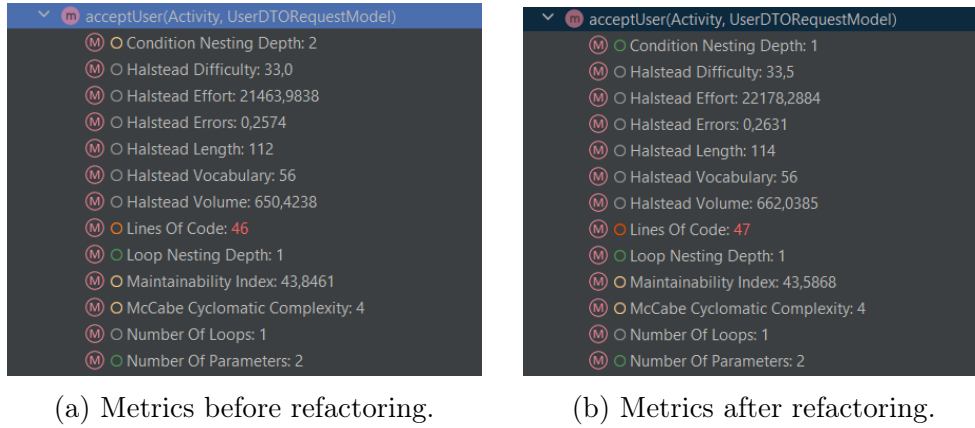 acceptUser(Activity, UserDTORequestModel)
Condition Nesting Depth: 2
Halstead Difficulty: 33,0
Halstead Effort: 21463,9838
Halstead Errors: 0,2574
Halstead Length: 112
Halstead Vocabulary: 56
Halstead Volume: 650,4238
Lines Of Code: 46
Loop Nesting Depth: 1
Maintainability Index: 43,8461
McCabe Cyclomatic Complexity: 4
Number Of Loops: 1
Number Of Parameters: 2
(a) Metrics before refactoring.
acceptUser(Activity, UserDTORequestModel)
Condition Nesting Depth: 1
Halstead Difficulty: 33,5
Halstead Effort: 22178,2884
Halstead Errors: 0,2631
Halstead Length: 114
Halstead Vocabulary: 56
Halstead Volume: 662,0385
Lines Of Code: 47
Loop Nesting Depth: 1
Maintainability Index: 43,5868
McCabe Cyclomatic Complexity: 4
Number Of Loops: 1
Number Of Parameters: 2
(b) Metrics after refactoring.